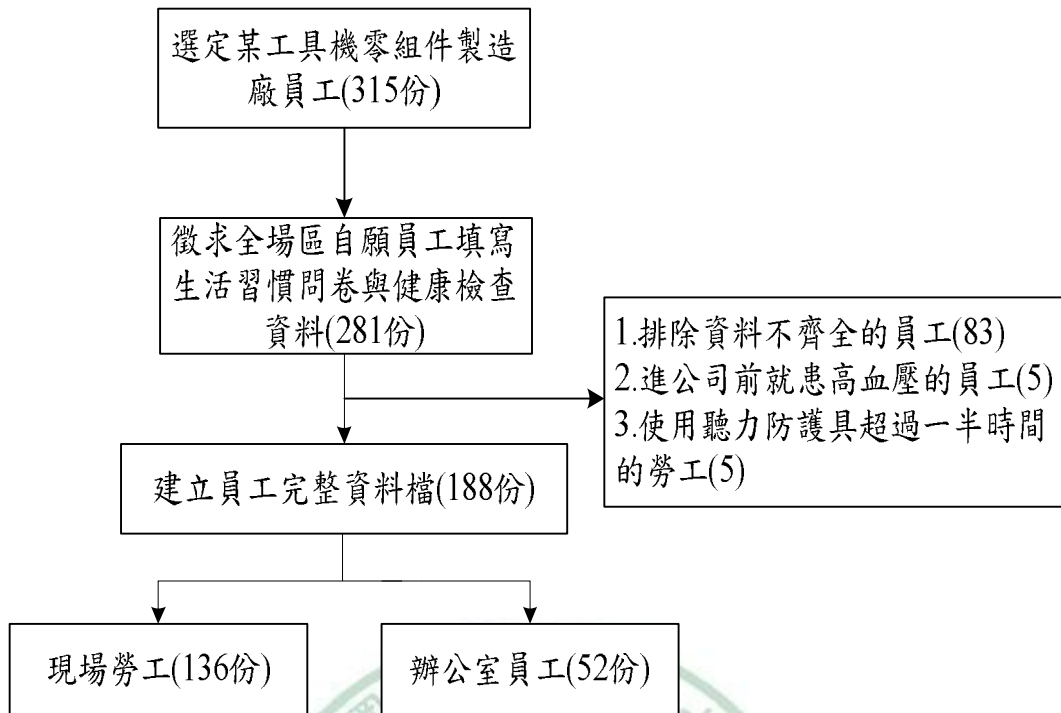 選定某工具機零組件製造
廠員工(315份)
徵求全場區自願員工填寫
生活習慣問卷與健康檢查
資料(281份)
1.排除資料不齊全的員工(83)
2.進公司前就患高血壓的員工(5)
3.使用聽力防護具超過一半時間
的勞工(5)
建立員工完整資料檔(188份)
現場勞工(136份)
辦公室員工(52份)